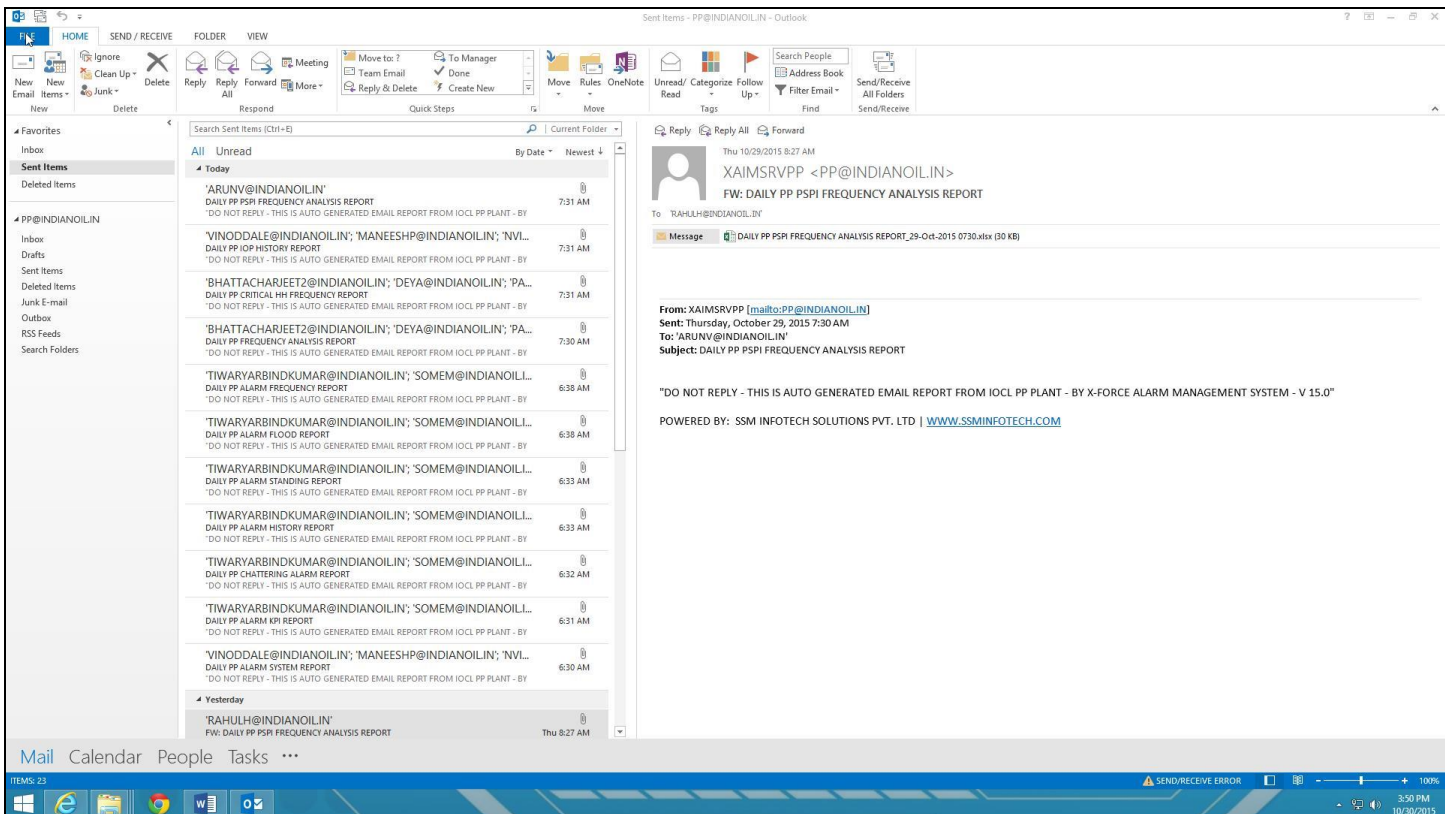 Sent Items - PP@INDIANOIL.IN - Outlook
FILE HOME SEND / RECEIVE FOLDER VIEW
New Email
New Items
New
Ignore
Clean Up
Junk
Delete
Delete
Reply
Reply All
Forward
Meeting
More
Respond
Move to: ?
Team Email
Reply & Delete
To Manager
Done
Create New
Quick Steps
Move
Rules
OneNote
Move
Unread/ Read
Categorize
Follow Up
Tags
Search People
Address Book
Filter Email
Find
Send/Receive All Folders
Send/Receive
Favorites
Inbox
Sent Items
Deleted Items
PP@INDIANOIL.IN
Inbox
Drafts
Sent Items
Deleted Items
Junk E-mail
Outbox
RSS Feeds
Search Folders
Search Sent Items (Ctrl+E) Current Folder
All Unread By Date Newest ↓
Today
'ARUNV@INDIANOIL.IN'
DAILY PP PSPI FREQUENCY ANALYSIS REPORT 7:31 AM
"DO NOT REPLY - THIS IS AUTO GENERATED EMAIL REPORT FROM IOCL PP PLANT - BY
'VINODDALE@INDIANOIL.IN'; 'MANEESHP@INDIANOIL.IN'; 'NVI...
DAILY PP IOP HISTORY REPORT 7:31 AM
"DO NOT REPLY - THIS IS AUTO GENERATED EMAIL REPORT FROM IOCL PP PLANT - BY
'BHATTACHARJEET2@INDIANOIL.IN'; 'DEYA@INDIANOIL.IN'; 'PA...
DAILY PP CRITICAL HH FREQUENCY REPORT 7:31 AM
"DO NOT REPLY - THIS IS AUTO GENERATED EMAIL REPORT FROM IOCL PP PLANT - BY
'BHATTACHARJEET2@INDIANOIL.IN'; 'DEYA@INDIANOIL.IN'; 'PA...
DAILY PP FREQUENCY ANALYSIS REPORT 7:30 AM
"DO NOT REPLY - THIS IS AUTO GENERATED EMAIL REPORT FROM IOCL PP PLANT - BY
'TIWARYARBINDKUMAR@INDIANOIL.IN'; 'SOMEM@INDIANOIL.I...
DAILY PP ALARM FREQUENCY REPORT 6:38 AM
"DO NOT REPLY - THIS IS AUTO GENERATED EMAIL REPORT FROM IOCL PP PLANT - BY
'TIWARYARBINDKUMAR@INDIANOIL.IN'; 'SOMEM@INDIANOIL.I...
DAILY PP ALARM FLOOD REPORT 6:38 AM
"DO NOT REPLY - THIS IS AUTO GENERATED EMAIL REPORT FROM IOCL PP PLANT - BY
'TIWARYARBINDKUMAR@INDIANOIL.IN'; 'SOMEM@INDIANOIL.I...
DAILY PP ALARM STANDING REPORT 6:33 AM
"DO NOT REPLY - THIS IS AUTO GENERATED EMAIL REPORT FROM IOCL PP PLANT - BY
'TIWARYARBINDKUMAR@INDIANOIL.IN'; 'SOMEM@INDIANOIL.I...
DAILY PP ALARM HISTORY REPORT 6:33 AM
"DO NOT REPLY - THIS IS AUTO GENERATED EMAIL REPORT FROM IOCL PP PLANT - BY
'TIWARYARBINDKUMAR@INDIANOIL.IN'; 'SOMEM@INDIANOIL.I...
DAILY PP CHATTERING ALARM REPORT 6:32 AM
"DO NOT REPLY - THIS IS AUTO GENERATED EMAIL REPORT FROM IOCL PP PLANT - BY
'TIWARYARBINDKUMAR@INDIANOIL.IN'; 'SOMEM@INDIANOIL.I...
DAILY PP ALARM KPI REPORT 6:31 AM
"DO NOT REPLY - THIS IS AUTO GENERATED EMAIL REPORT FROM IOCL PP PLANT - BY
'VINODDALE@INDIANOIL.IN'; 'MANEESHP@INDIANOIL.IN'; 'NVI...
DAILY PP ALARM SYSTEM REPORT 6:30 AM
"DO NOT REPLY - THIS IS AUTO GENERATED EMAIL REPORT FROM IOCL PP PLANT - BY
Yesterday
'RAHULH@INDIANOIL.IN'
FW: DAILY PP PSPI FREQUENCY ANALYSIS REPORT Thu 8:27 AM
Reply Reply All Forward
Thu 10/29/2015 8:27 AM
XAIMSRVPP <PP@INDIANOIL.IN>
FW: DAILY PP PSPI FREQUENCY ANALYSIS REPORT
To 'RAHULH@INDIANOIL.IN'
Message DAILY PP PSPI FREQUENCY ANALYSIS REPORT_29-Oct-2015 0730.xlsx (30 KB)
From: XAIMSRVPP [mailto:PP@INDIANOIL.IN]
Sent: Thursday, October 29, 2015 7:30 AM
To: 'ARUNV@INDIANOIL.IN'
Subject: DAILY PP PSPI FREQUENCY ANALYSIS REPORT
"DO NOT REPLY - THIS IS AUTO GENERATED EMAIL REPORT FROM IOCL PP PLANT - BY X-FORCE ALARM MANAGEMENT SYSTEM - V 15.0"
POWERED BY: SSM INFOTECH SOLUTIONS PVT. LTD | WWW.SSMINFOTECH.COM
Mail Calendar People Tasks ···
ITEMS: 23 SEND/RECEIVE ERROR 100%
3:50 PM
10/30/2015